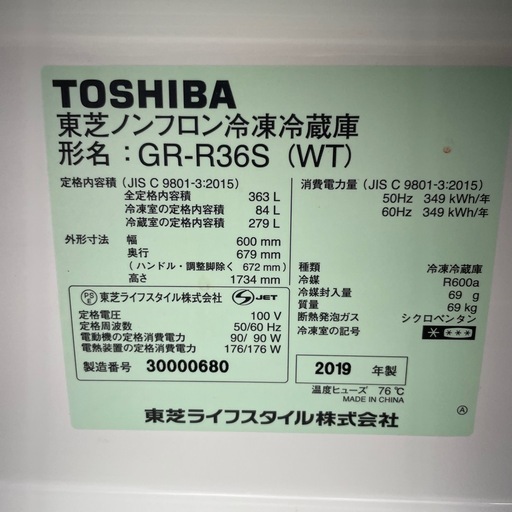 TOSHIBA
東芝ノンフロン冷凍冷蔵庫
形名：GR-R36S（WT）
定格内容積（JIS C 9801-3:2015）
全定格内容積 363 L
冷凍室の定格内容積 84 L
冷蔵室の定格内容積 279 L
外形寸法 幅 600 mm
奥行 679 mm
（ハンドル・調整脚除く 672 mm）
高さ 1734 mm
PSE 東芝ライフスタイル株式会社 S JET
定格電圧 100 V
定格周波数 50/60 Hz
電動機の定格消費電力 90/ 90 W
電熱装置の定格消費電力 176/176 W
製造番号 30000680
消費電力量（JIS C 9801-3:2015）
50Hz 349 kWh/年
60Hz 349 kWh/年
種類 冷凍冷蔵庫
冷媒 R600a
冷媒封入量 69 g
質量 69 kg
断熱発泡ガス シクロペンタン
冷凍室の記号
2019 年製
温度ヒューズ 76℃
MADE IN CHINA
東芝ライフスタイル株式会社
Ⓐ